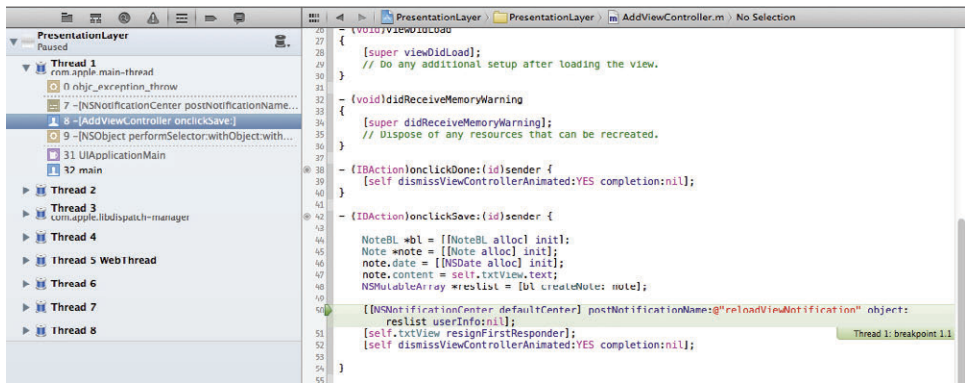 PresentationLayer
Paused
Thread 1
com.apple.main-thread
0 objc_exception_throw
7 -[NSNotificationCenter postNotificationName...
8 -[AddViewController onclickSave:]
9 -[NSObject performSelector:withObject:with...
31 UIApplicationMain
32 main
Thread 2
Thread 3
com.apple.libdispatch-manager
Thread 4
Thread 5 WebThread
Thread 6
Thread 7
Thread 8
PresentationLayer PresentationLayer AddViewController.m No Selection
26 - (void)viewDidLoad
27 {
28 [super viewDidLoad];
29 // Do any additional setup after loading the view.
30 }
31
32 - (void)didReceiveMemoryWarning
33 {
34 [super didReceiveMemoryWarning];
35 // Dispose of any resources that can be recreated.
36 }
37
38 - (IBAction)onclickDone:(id)sender {
39 [self dismissViewControllerAnimated:YES completion:nil];
40 }
41
42 - (IBAction)onclickSave:(id)sender {
43
44 NoteBL *bl = [[NoteBL alloc] init];
45 Note *note = [[Note alloc] init];
46 note.date = [[NSDate alloc] init];
47 note.content = self.txtView.text;
48 NSMutableArray *reslist = [bl createNote: note];
49
50 [[NSNotificationCenter defaultCenter] postNotificationName:@"reloadViewNotification" object:
reslist userInfo:nil];
51 [self.txtView resignFirstResponder];
Thread 1: breakpoint 1.1
52 [self dismissViewControllerAnimated:YES completion:nil];
53
54 }
55